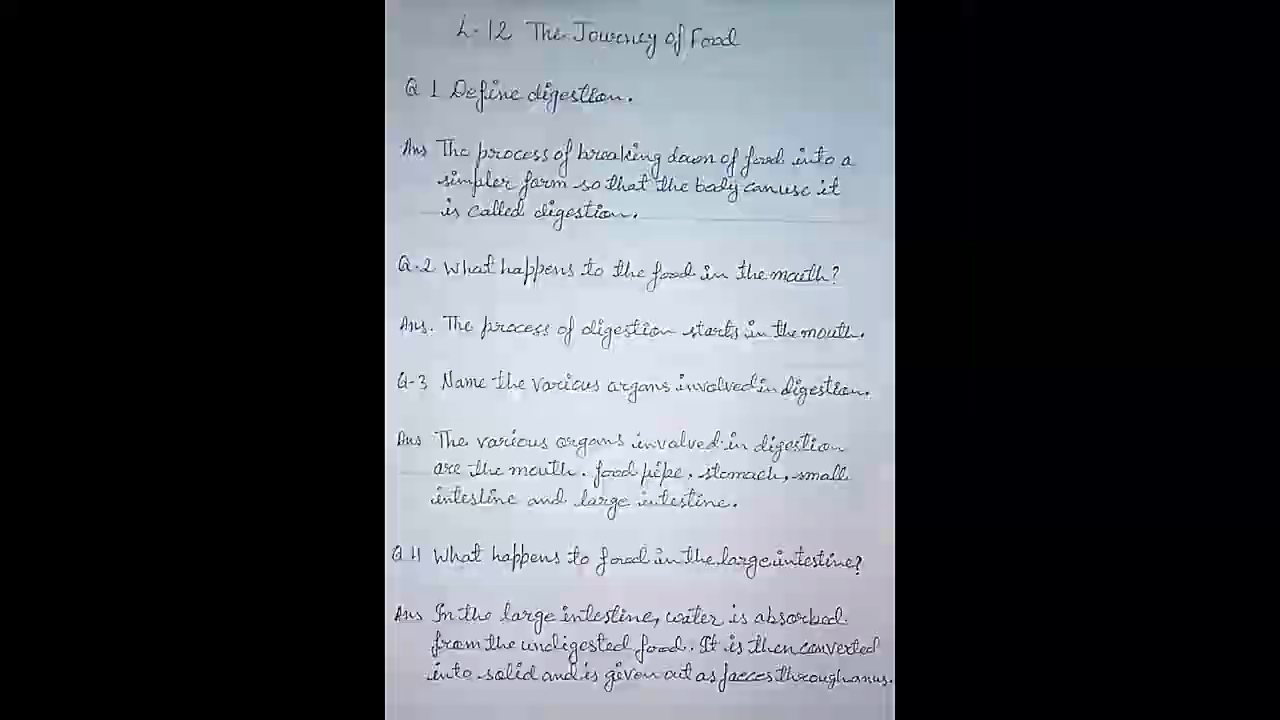 L-12 The Journey of Food
Q 1 Define digestion.
Ans The process of breaking down of food into a
simpler form so that the body can use it
is called digestion.
Q-2 What happens to the food in the mouth?
Ans. The process of digestion starts in the mouth.
Q-3 Name the various organs involved in digestion.
Ans The various organs involved in digestion
are the mouth, food pipe, stomach, small
intestine and large intestine.
Q 4 What happens to food in the large intestine?
Ans In the large intestine, water is absorbed
from the undigested food. It is then converted
into solid and is given out as faeces through anus.